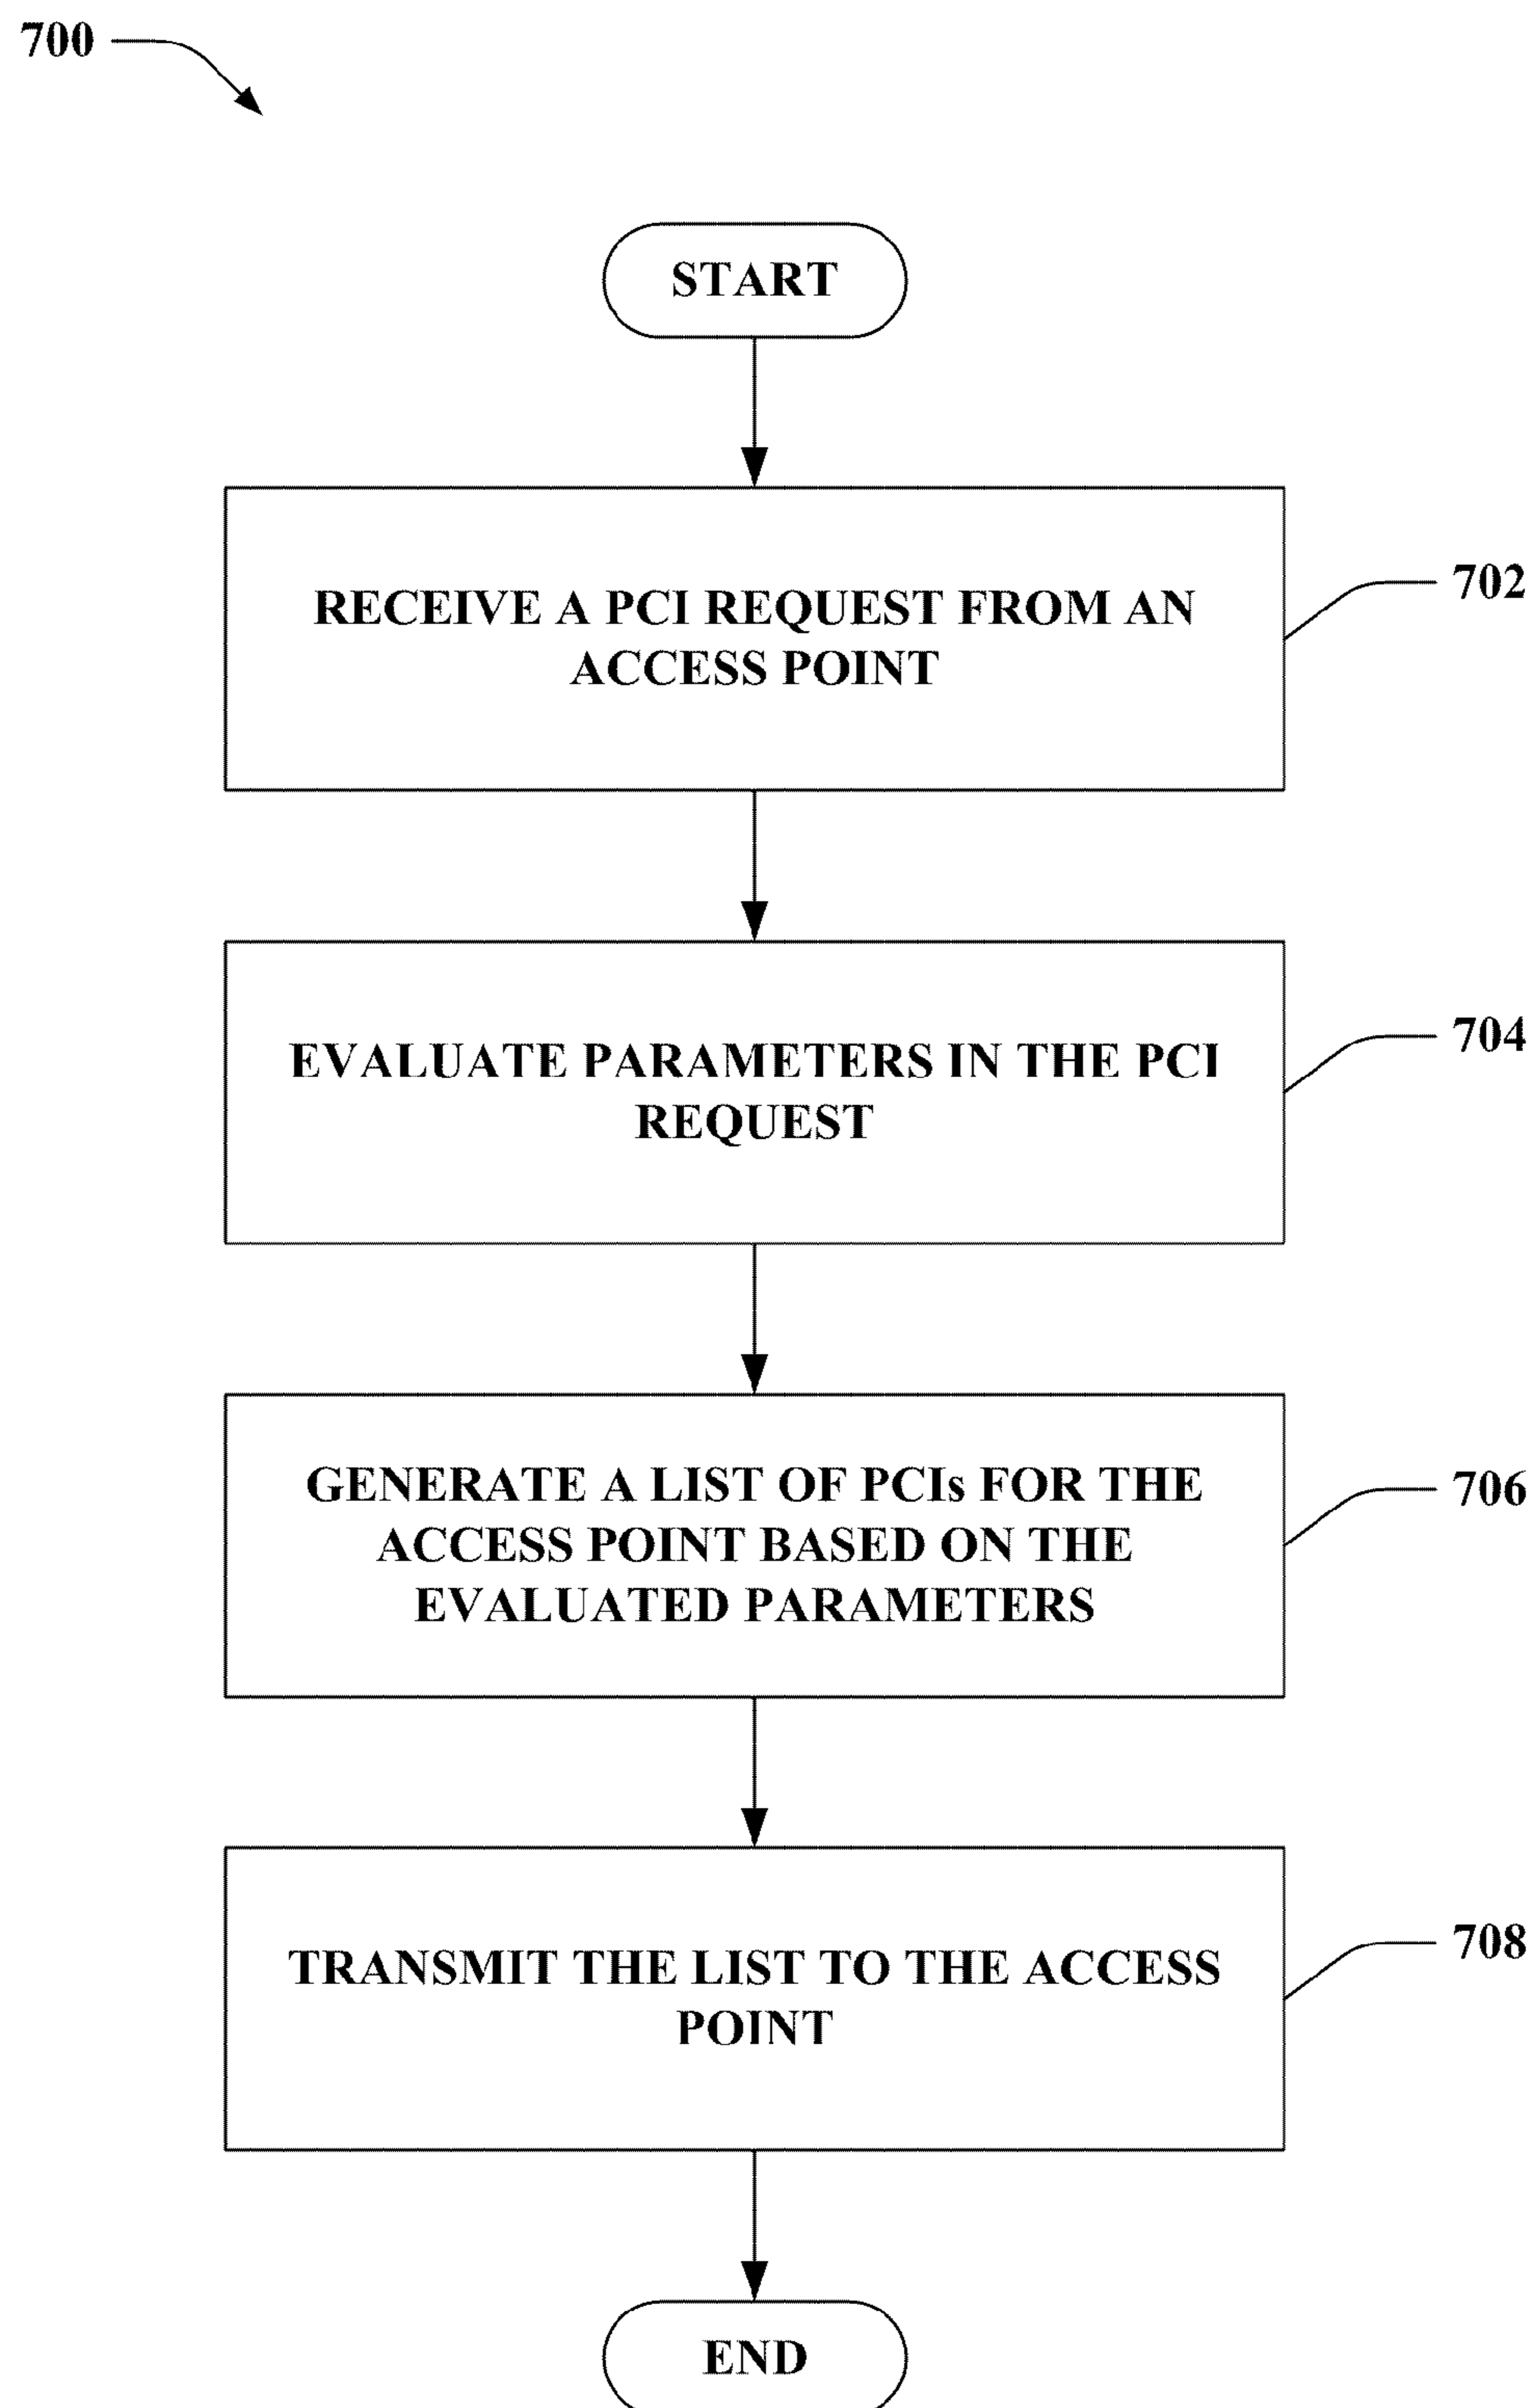 700
START
RECEIVE A PCI REQUEST FROM AN
ACCESS POINT
702
EVALUATE PARAMETERS IN THE PCI
REQUEST
704
GENERATE A LIST OF PCIs FOR THE
ACCESS POINT BASED ON THE
EVALUATED PARAMETERS
706
TRANSMIT THE LIST TO THE ACCESS
POINT
708
END